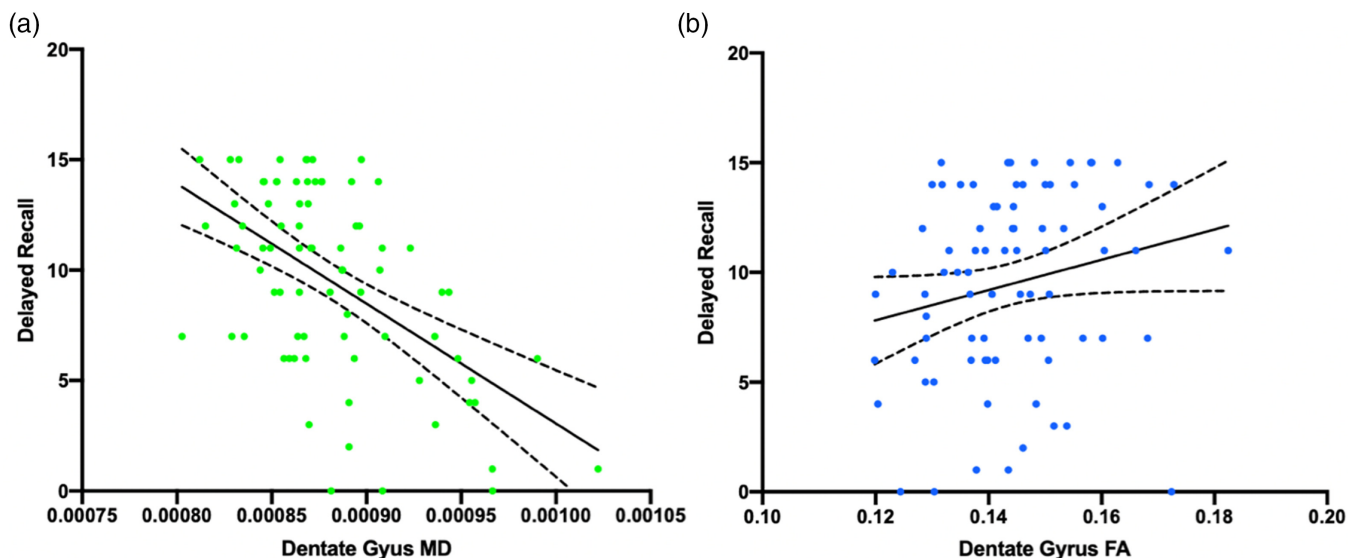 (a)
20
15
10
5
0
Delayed Recall
0.00075 0.00080 0.00085 0.00090 0.00095 0.00100 0.00105
Dentate Gyus MD
(b)
20
15
10
5
0
Delayed Recall
0.10 0.12 0.14 0.16 0.18 0.20
Dentate Gyrus FA